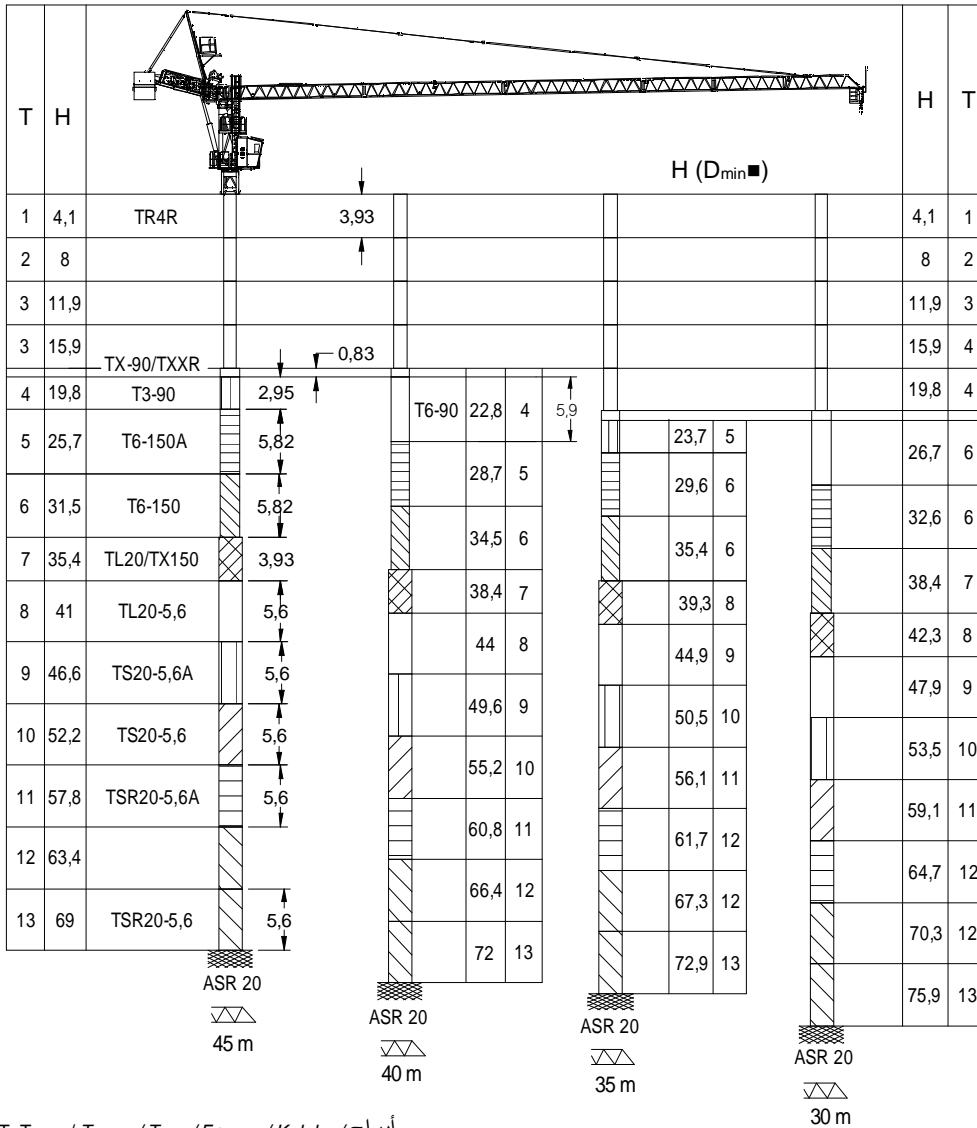 T H
H T
H (Dmin■)
1 4,1 TR4R 3,93 4,1 1
2 8 8 2
3 11,9 11,9 3
3 15,9 15,9 4
TX-90/TXXR 0,83
4 19,8 T3-90 2,95 19,8 4
T6-90 22,8 4 5,9
5 25,7 T6-150A 5,82
23,7 5
26,7 6
28,7 5
29,6 6
6 31,5 T6-150 5,82
32,6 6
34,5 6
35,4 6
7 35,4 TL20/TX150 3,93
38,4 7
38,4 7
39,3 8
8 41 TL20-5,6 5,6
42,3 8
44 8
44,9 9
9 46,6 TS20-5,6A 5,6
47,9 9
49,6 9
50,5 10
10 52,2 TS20-5,6 5,6
53,5 10
55,2 10
56,1 11
11 57,8 TSR20-5,6A 5,6
59,1 11
60,8 11
61,7 12
12 63,4
64,7 12
66,4 12
67,3 12
13 69 TSR20-5,6 5,6
70,3 12
72 13
72,9 13
75,9 13
ASR 20
45 m
ASR 20
40 m
ASR 20
35 m
ASR 20
30 m